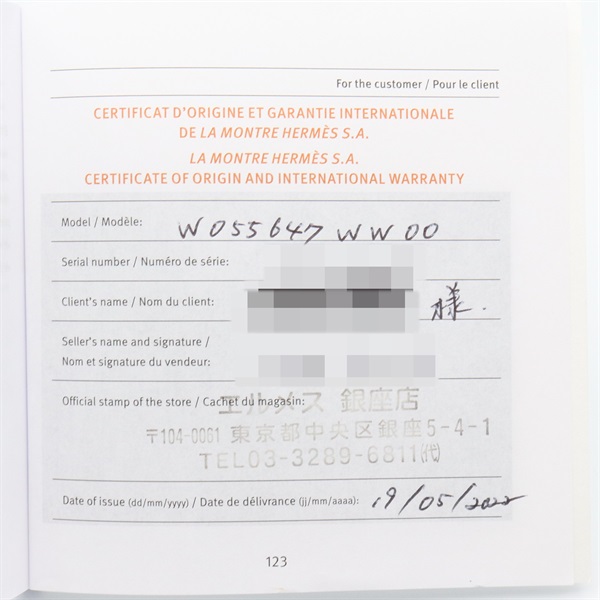 For the customer / Pour le client
CERTIFICAT D'ORIGINE ET GARANTIE INTERNATIONALE
DE LA MONTRE HERMÈS S.A.
LA MONTRE HERMÈS S.A.
CERTIFICATE OF ORIGIN AND INTERNATIONAL WARRANTY
Model / Modèle: W055647WW00
Serial number / Numéro de série:
Client's name / Nom du client: 様.
Seller's name and signature /
Nom et signature du vendeur:
Official stamp of the store / Cachet du magasin:
エルメス 銀座店
〒104-0061 東京都中央区銀座5-4-1
TEL03-3289-6811(代)
Date of issue (dd/mm/yyyy) / Date de délivrance (jj/mm/aaaa): 19/05/2022
123